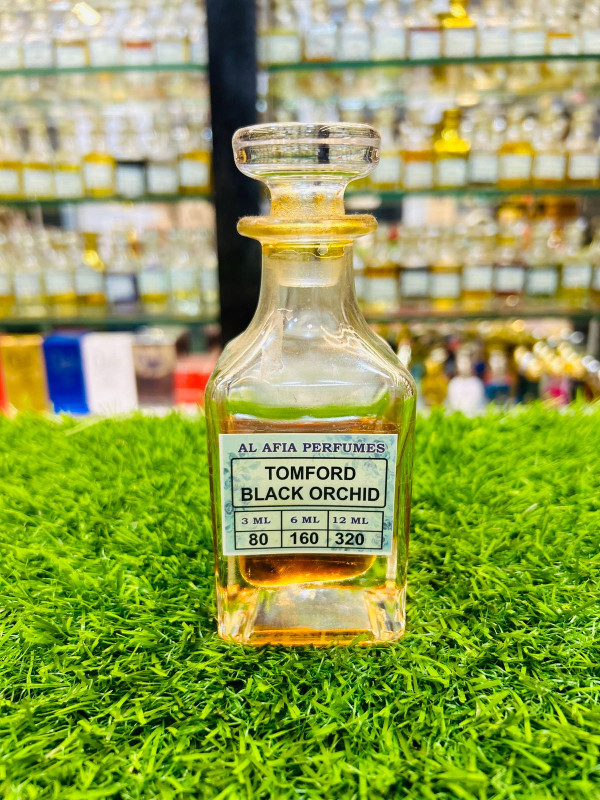 AL AFIA PERFUMES
TOMFORD
BLACK ORCHID
3 ML 6 ML 12 ML
80 160 320